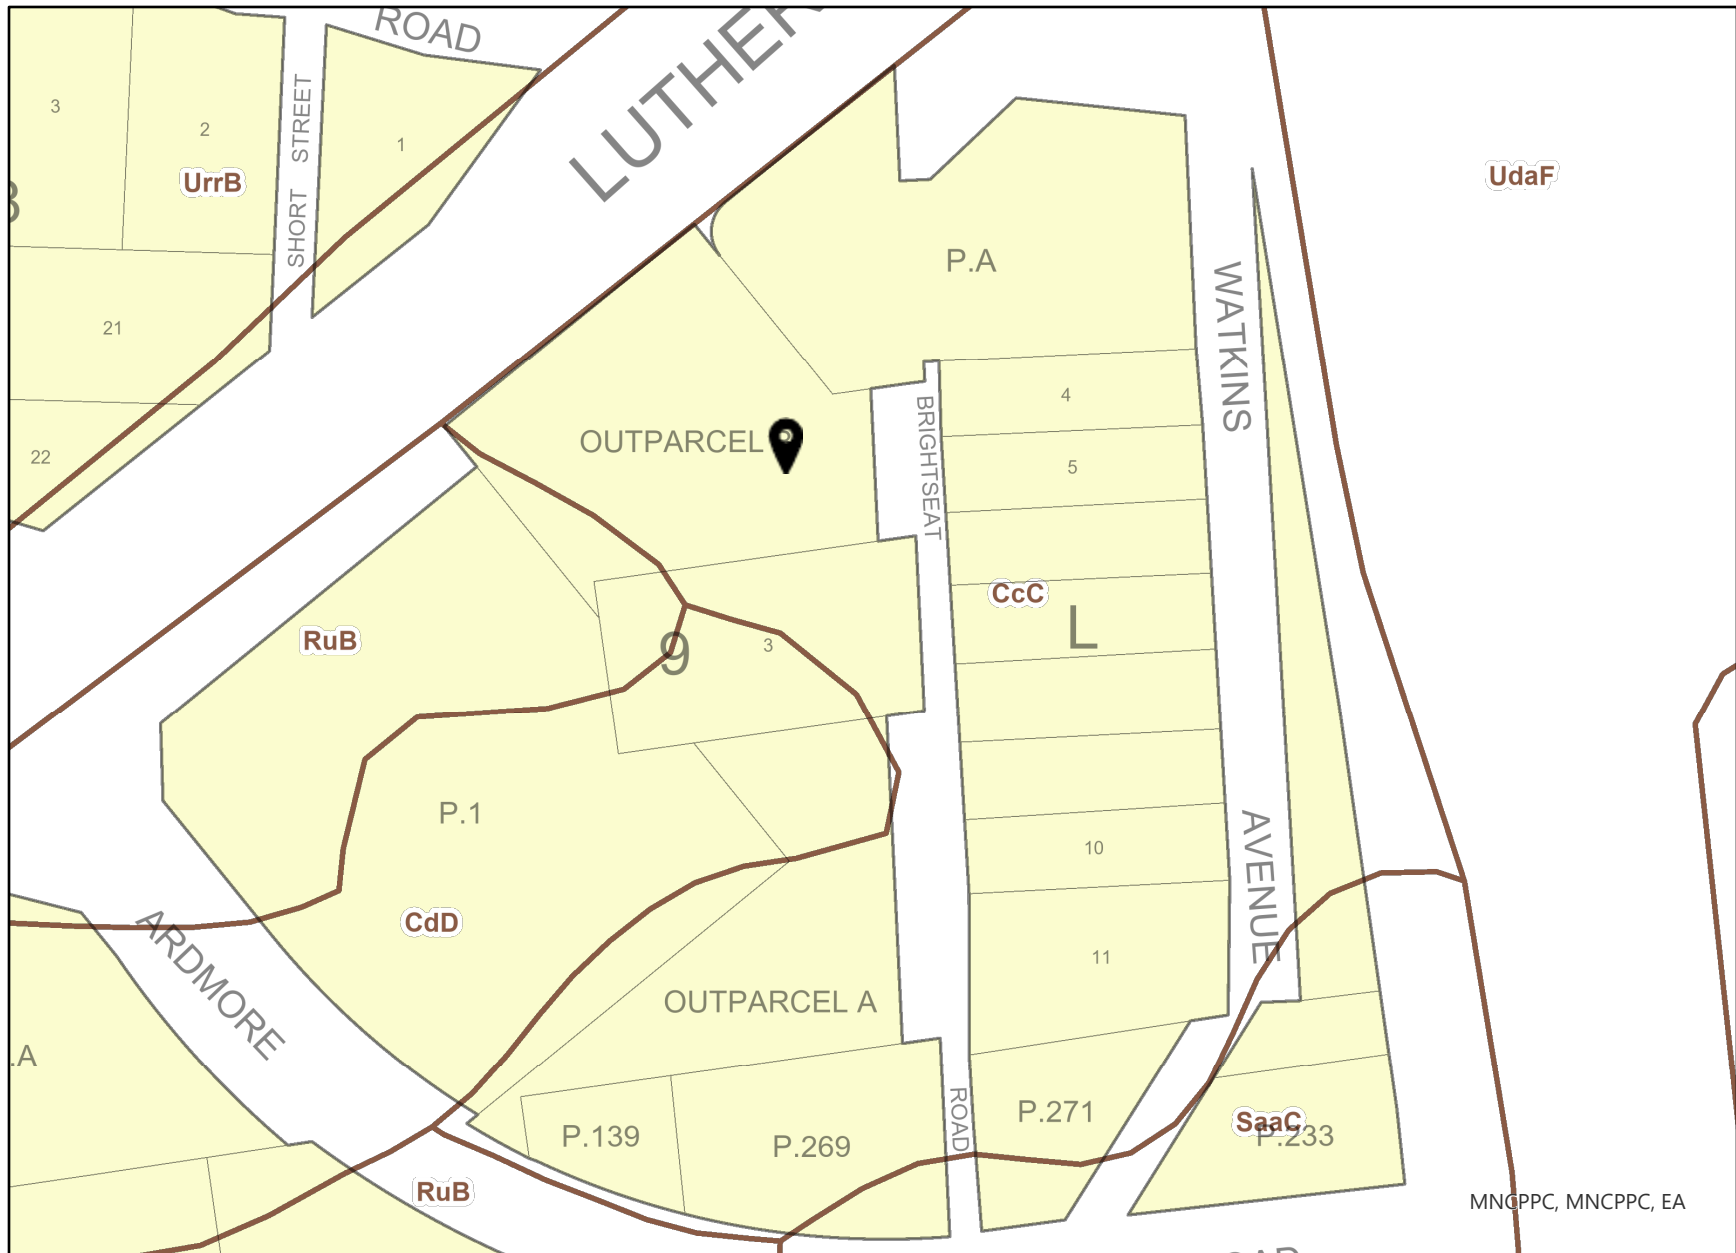 ROAD
3
2
1
SHORT STREET
UrrB
UdaF
P.A
WATKINS
21
4
BRIGHTSEAT
OUTPARCEL
22
5
CcC
RuB
L
9
3
P.1
10
AVENUE
CdD
ARDMORE
11
OUTPARCEL A
.A
ROAD
P.271
P.139
P.269
SaaC
P.233
RuB
MNCPPC, MNCPPC, EA